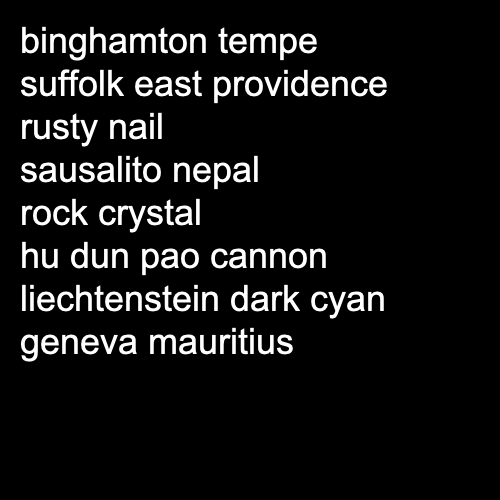 binghamton tempe
suffolk east providence
rusty nail
sausalito nepal
rock crystal
hu dun pao cannon
liechtenstein dark cyan
geneva mauritius